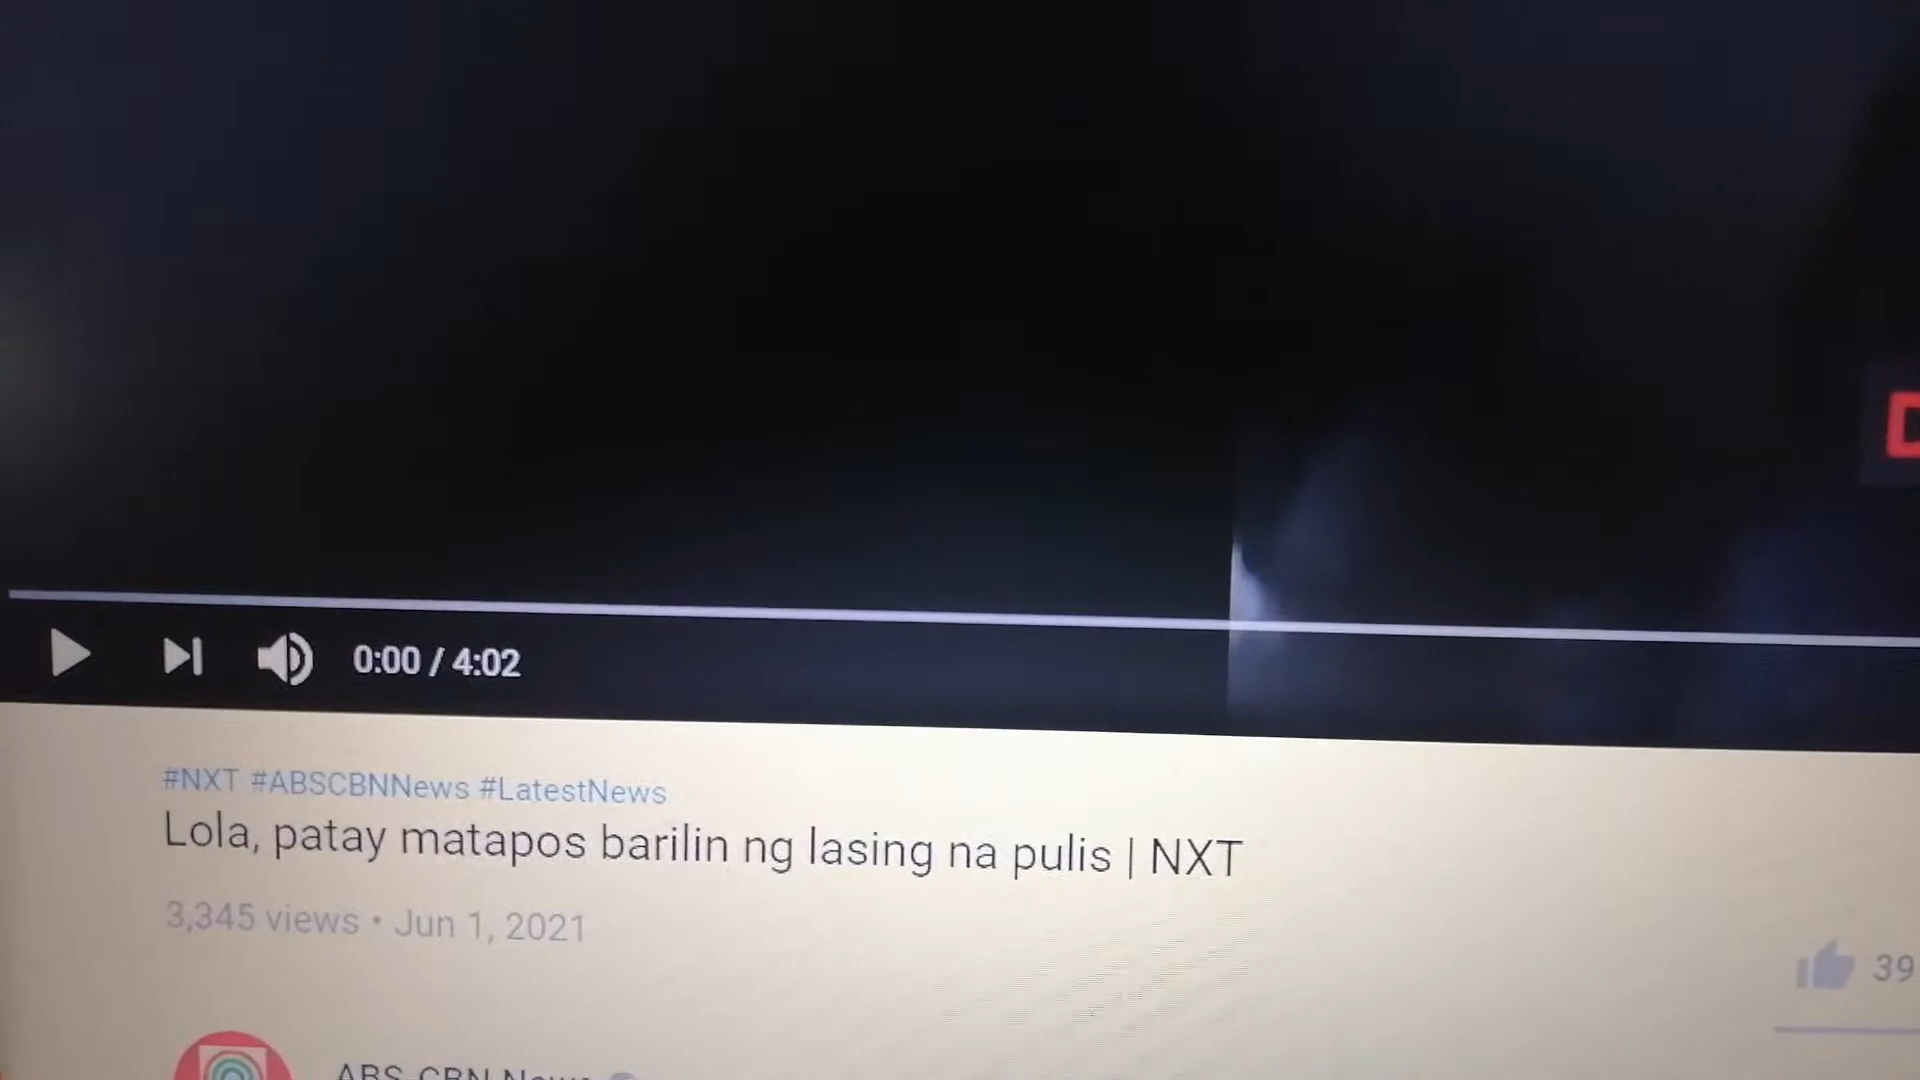 D
0:00 / 4:02
#NXT #ABSCBNNews #LatestNews
Lola, patay matapos barilin ng lasing na pulis | NXT
3,345 views • Jun 1, 2021
39
ABS-CBN News